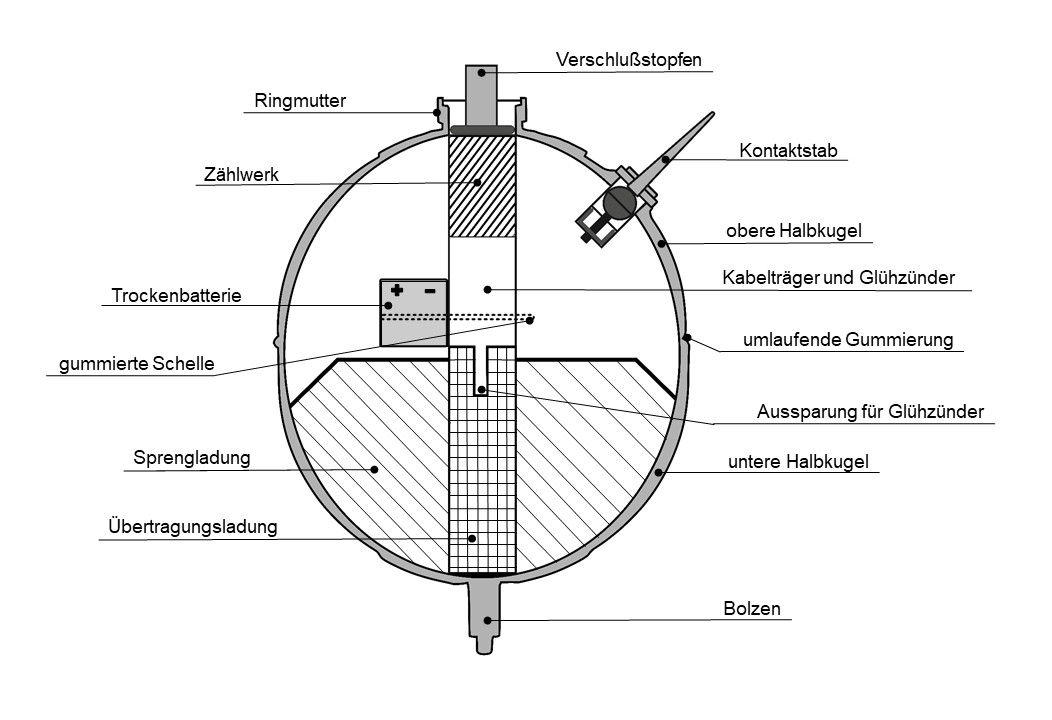 Verschlußstopfen
Ringmutter
Kontaktstab
Zählwerk
obere Halbkugel
Kabelträger und Glühzünder
Trockenbatterie
+ -
umlaufende Gummierung
gummierte Schelle
Aussparung für Glühzünder
Sprengladung
untere Halbkugel
Übertragungsladung
Bolzen